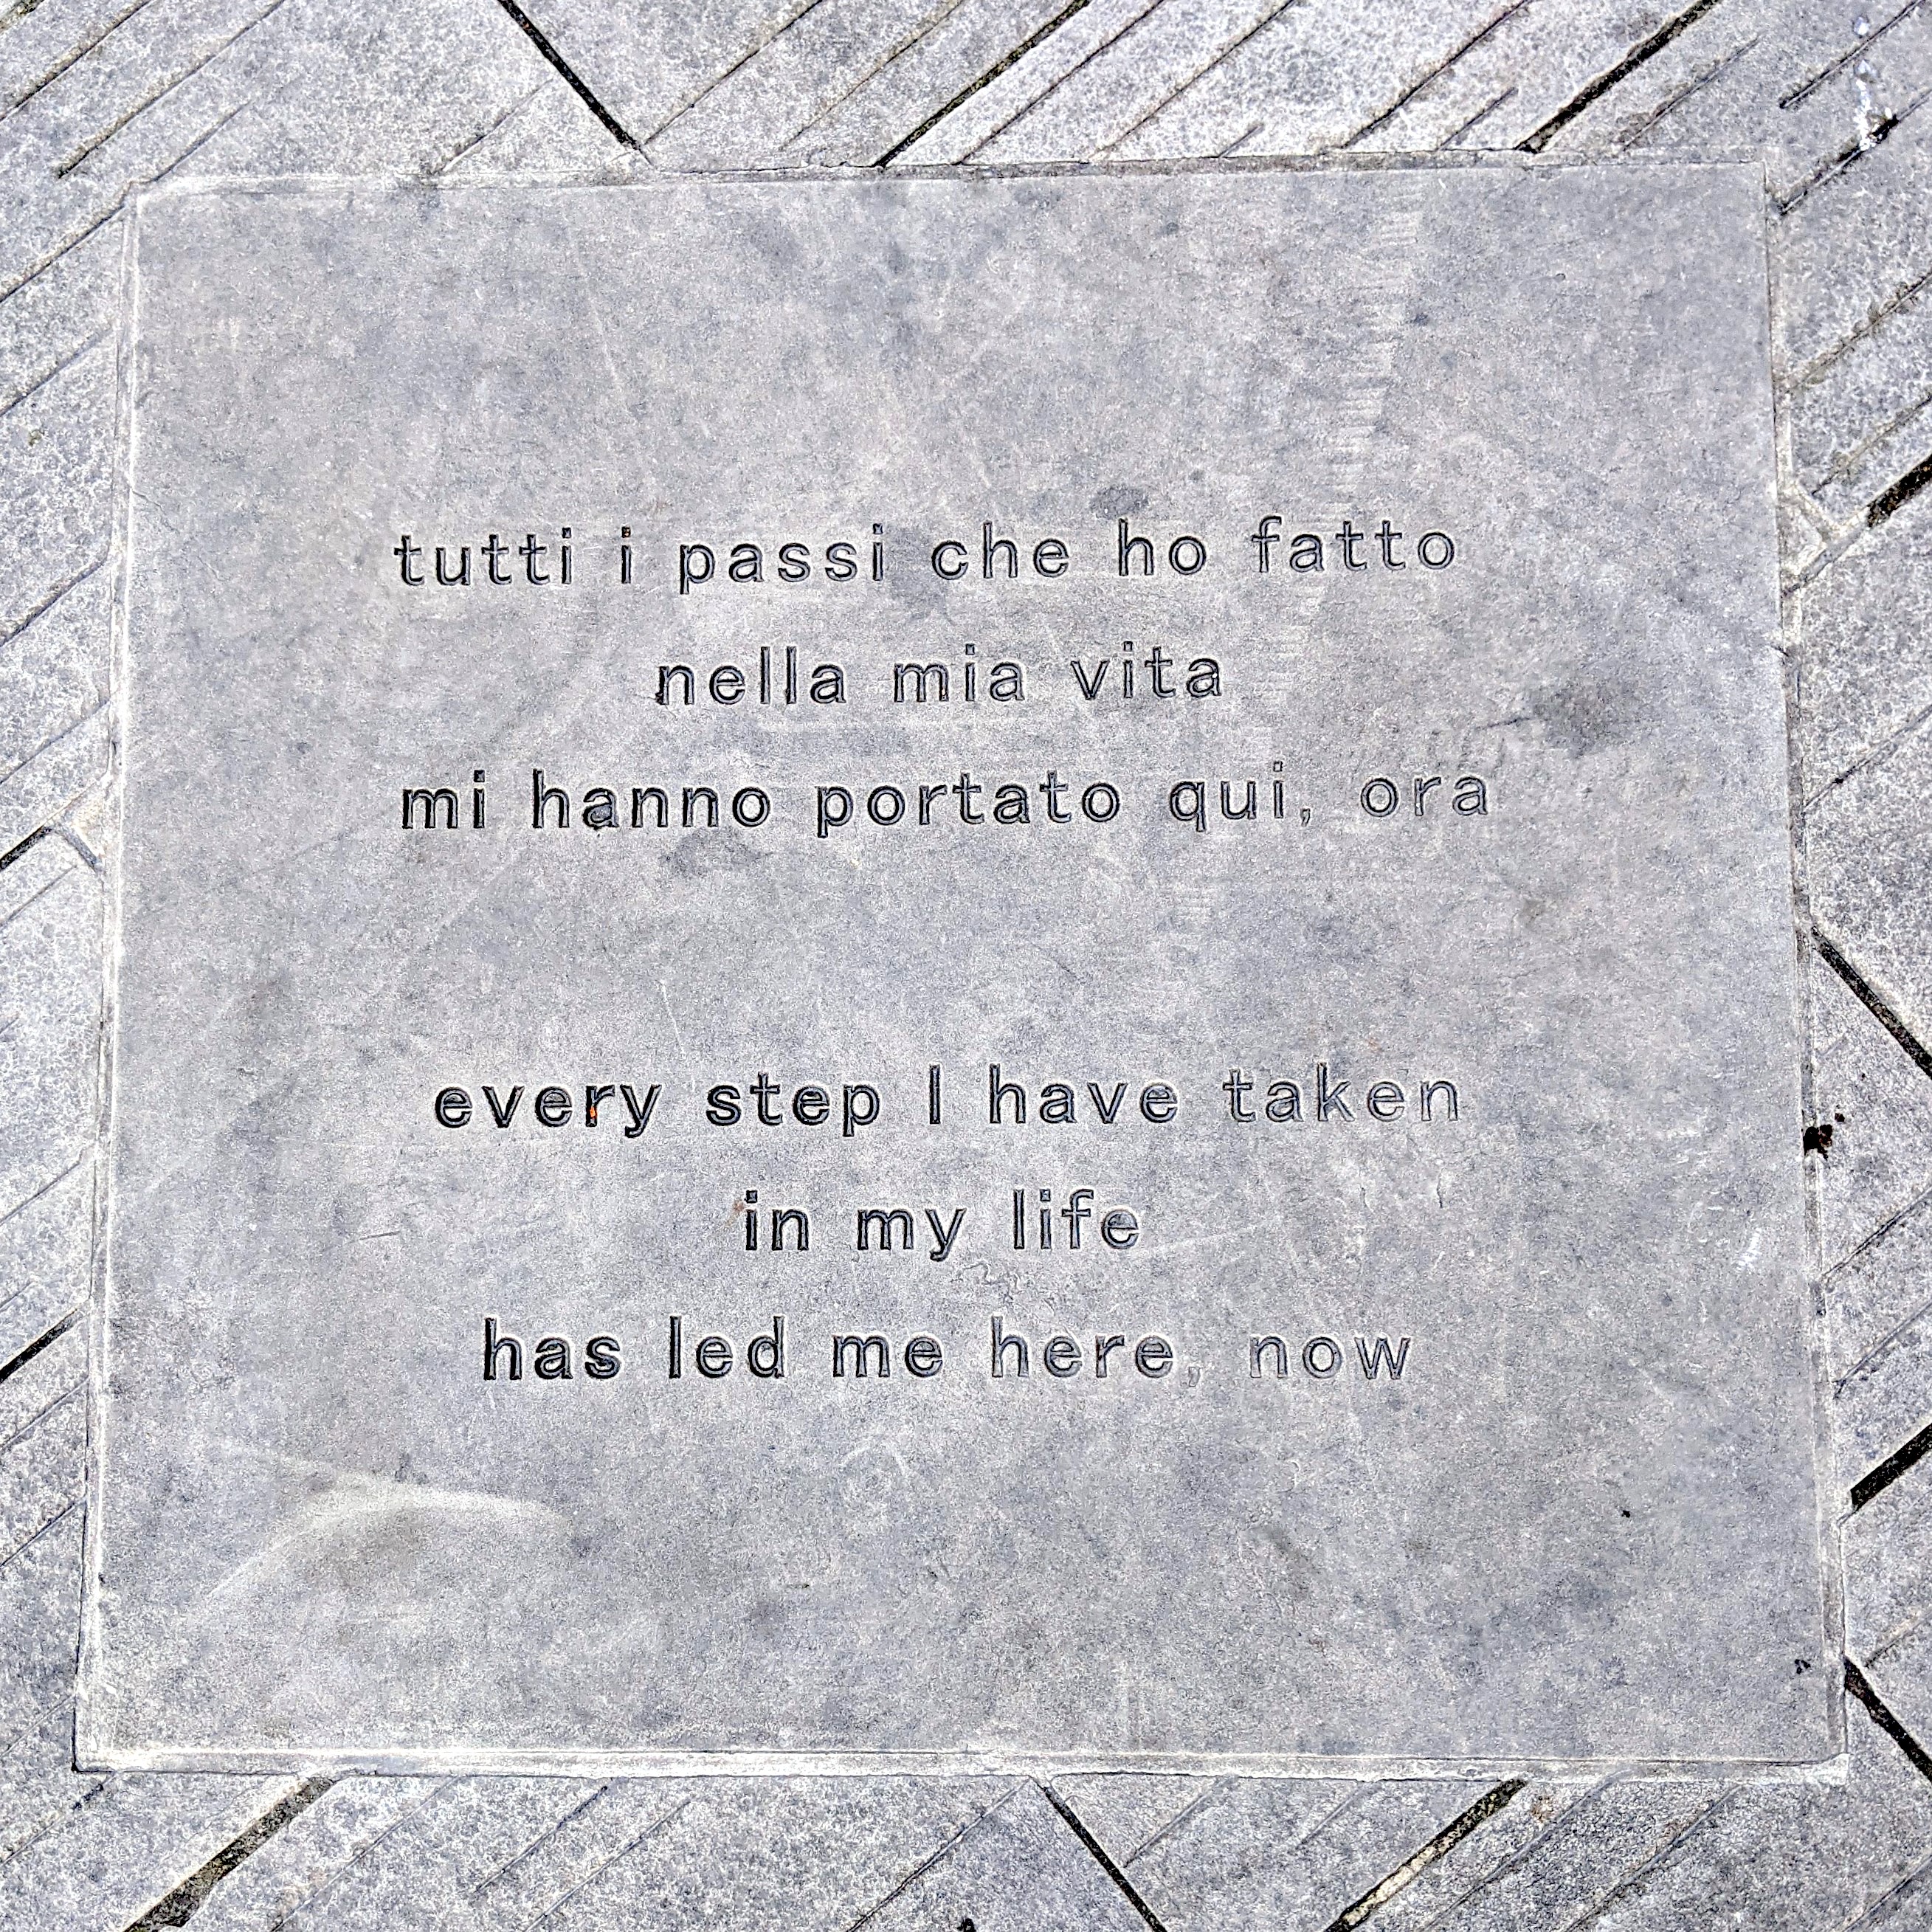 tutti i passi che ho fatto
nella mia vita
mi hanno portato qui, ora
every step I have taken
in my life
has led me here, now